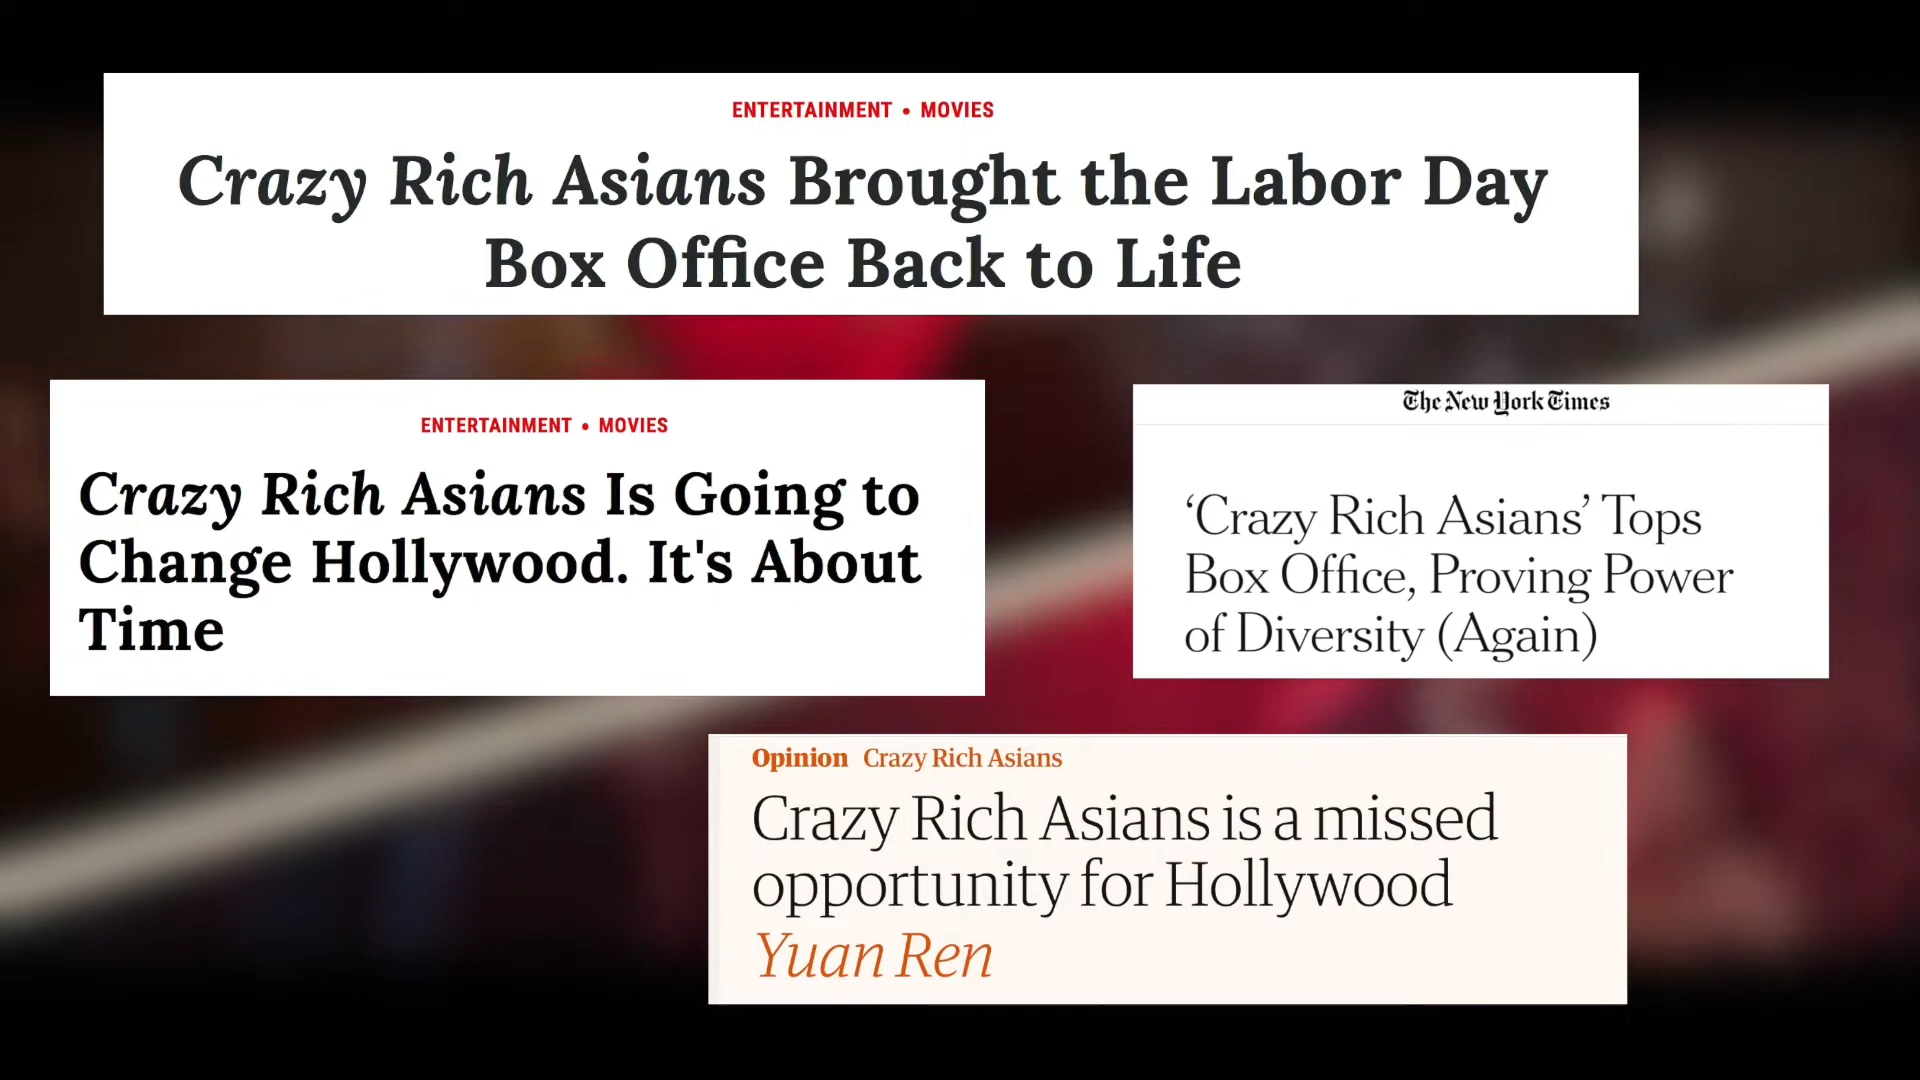 ENTERTAINMENT • MOVIES
Crazy Rich Asians Brought the Labor Day
Box Office Back to Life
ENTERTAINMENT • MOVIES
Crazy Rich Asians Is Going to
Change Hollywood. It's About
Time
The New York Times
‘Crazy Rich Asians’ Tops
Box Office, Proving Power
of Diversity (Again)
Opinion Crazy Rich Asians
Crazy Rich Asians is a missed
opportunity for Hollywood
Yuan Ren